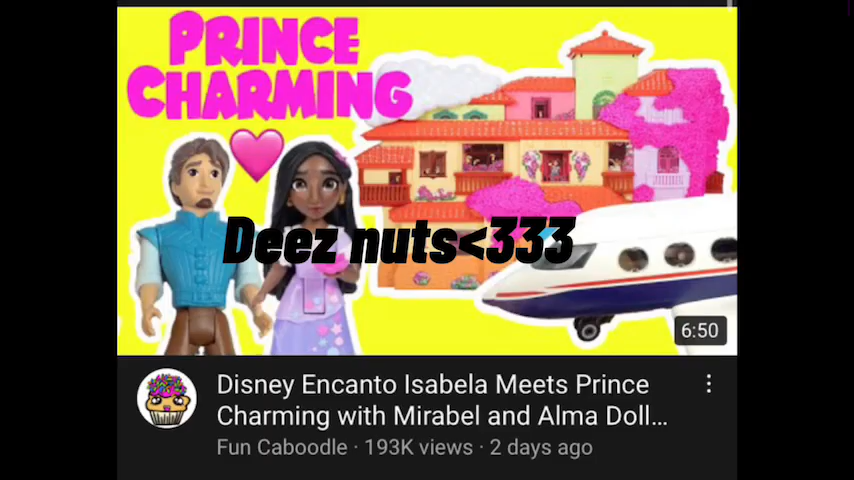 PRINCE
CHARMING
Deez nuts<333
6:50
Disney Encanto Isabela Meets Prince
Charming with Mirabel and Alma Doll...
Fun Caboodle · 193K views · 2 days ago